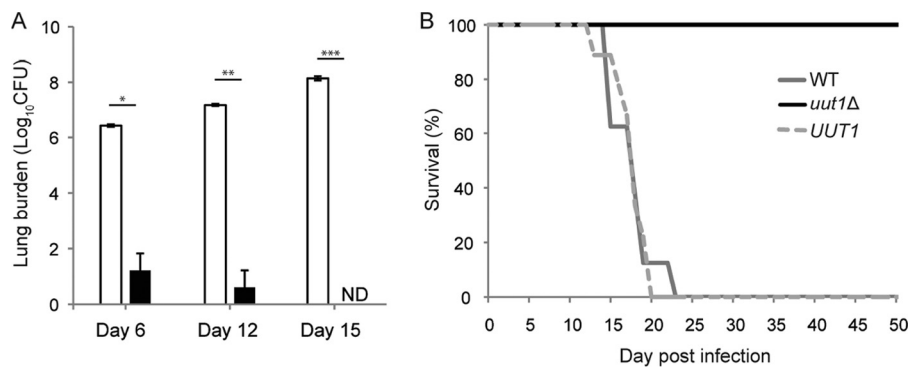 A
Lung burden (Log10CFU)
10
8
6
4
2
0
*
**
***
ND
Day 6
Day 12
Day 15
B
Survival (%)
100
80
60
40
20
0
WT
uut1Δ
UUT1
0 5 10 15 20 25 30 35 40 45 50
Day post infection